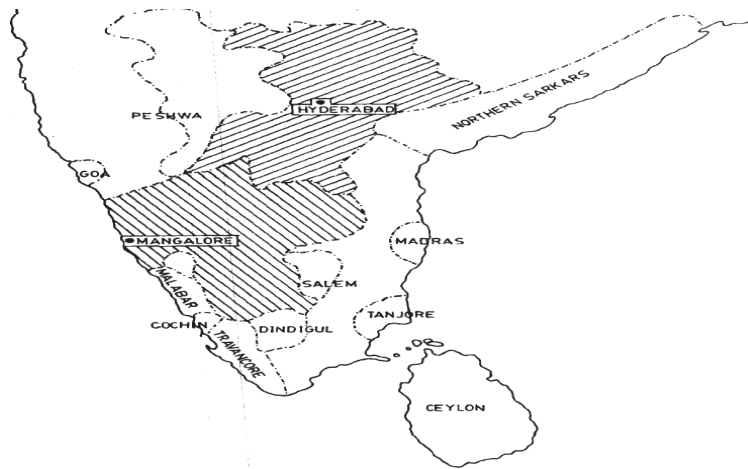 HYDERABAD
PESHWA
NORTHERN SARKARS
GOA
MANGALORE
MADRAS
MALABAR
SALEM
COCHIN
TRAVANCORE
DINDIGUL
TANJORE
CEYLON